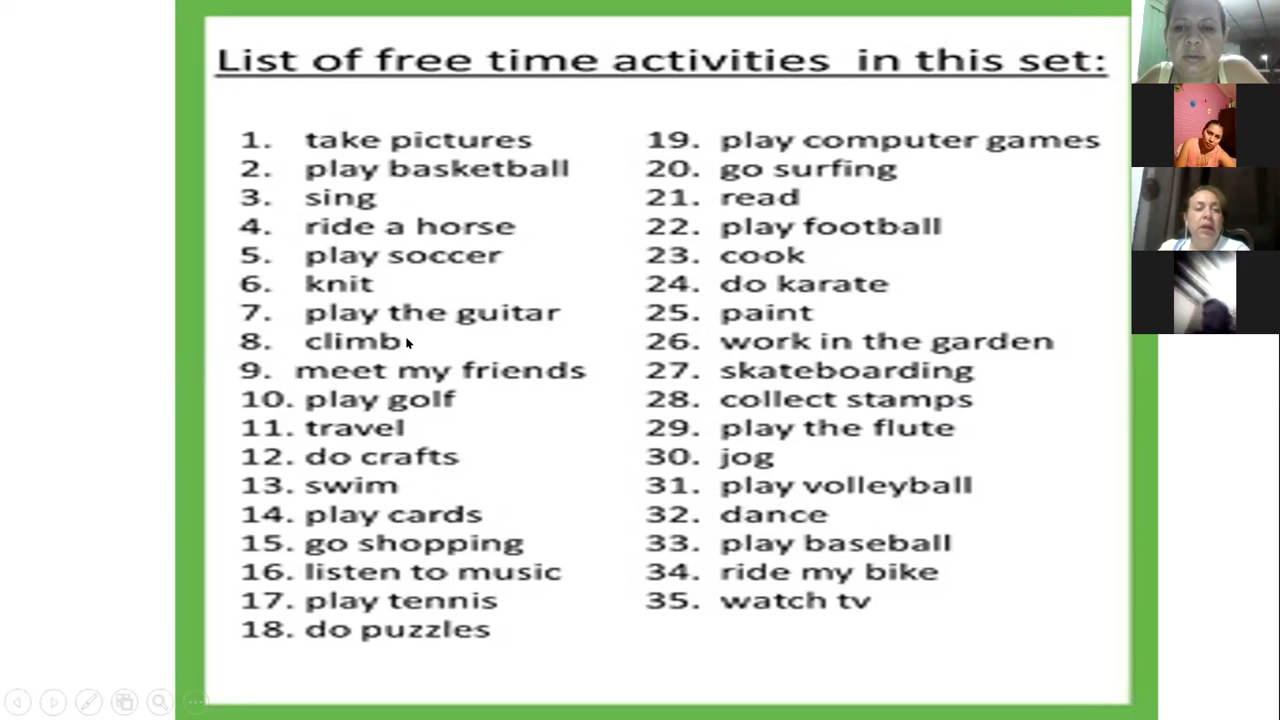 List of free time activities in this set:
1. take pictures
2. play basketball
3. sing
4. ride a horse
5. play soccer
6. knit
7. play the guitar
8. climb
9. meet my friends
10. play golf
11. travel
12. do crafts
13. swim
14. play cards
15. go shopping
16. listen to music
17. play tennis
18. do puzzles
19. play computer games
20. go surfing
21. read
22. play football
23. cook
24. do karate
25. paint
26. work in the garden
27. skateboarding
28. collect stamps
29. play the flute
30. jog
31. play volleyball
32. dance
33. play baseball
34. ride my bike
35. watch tv